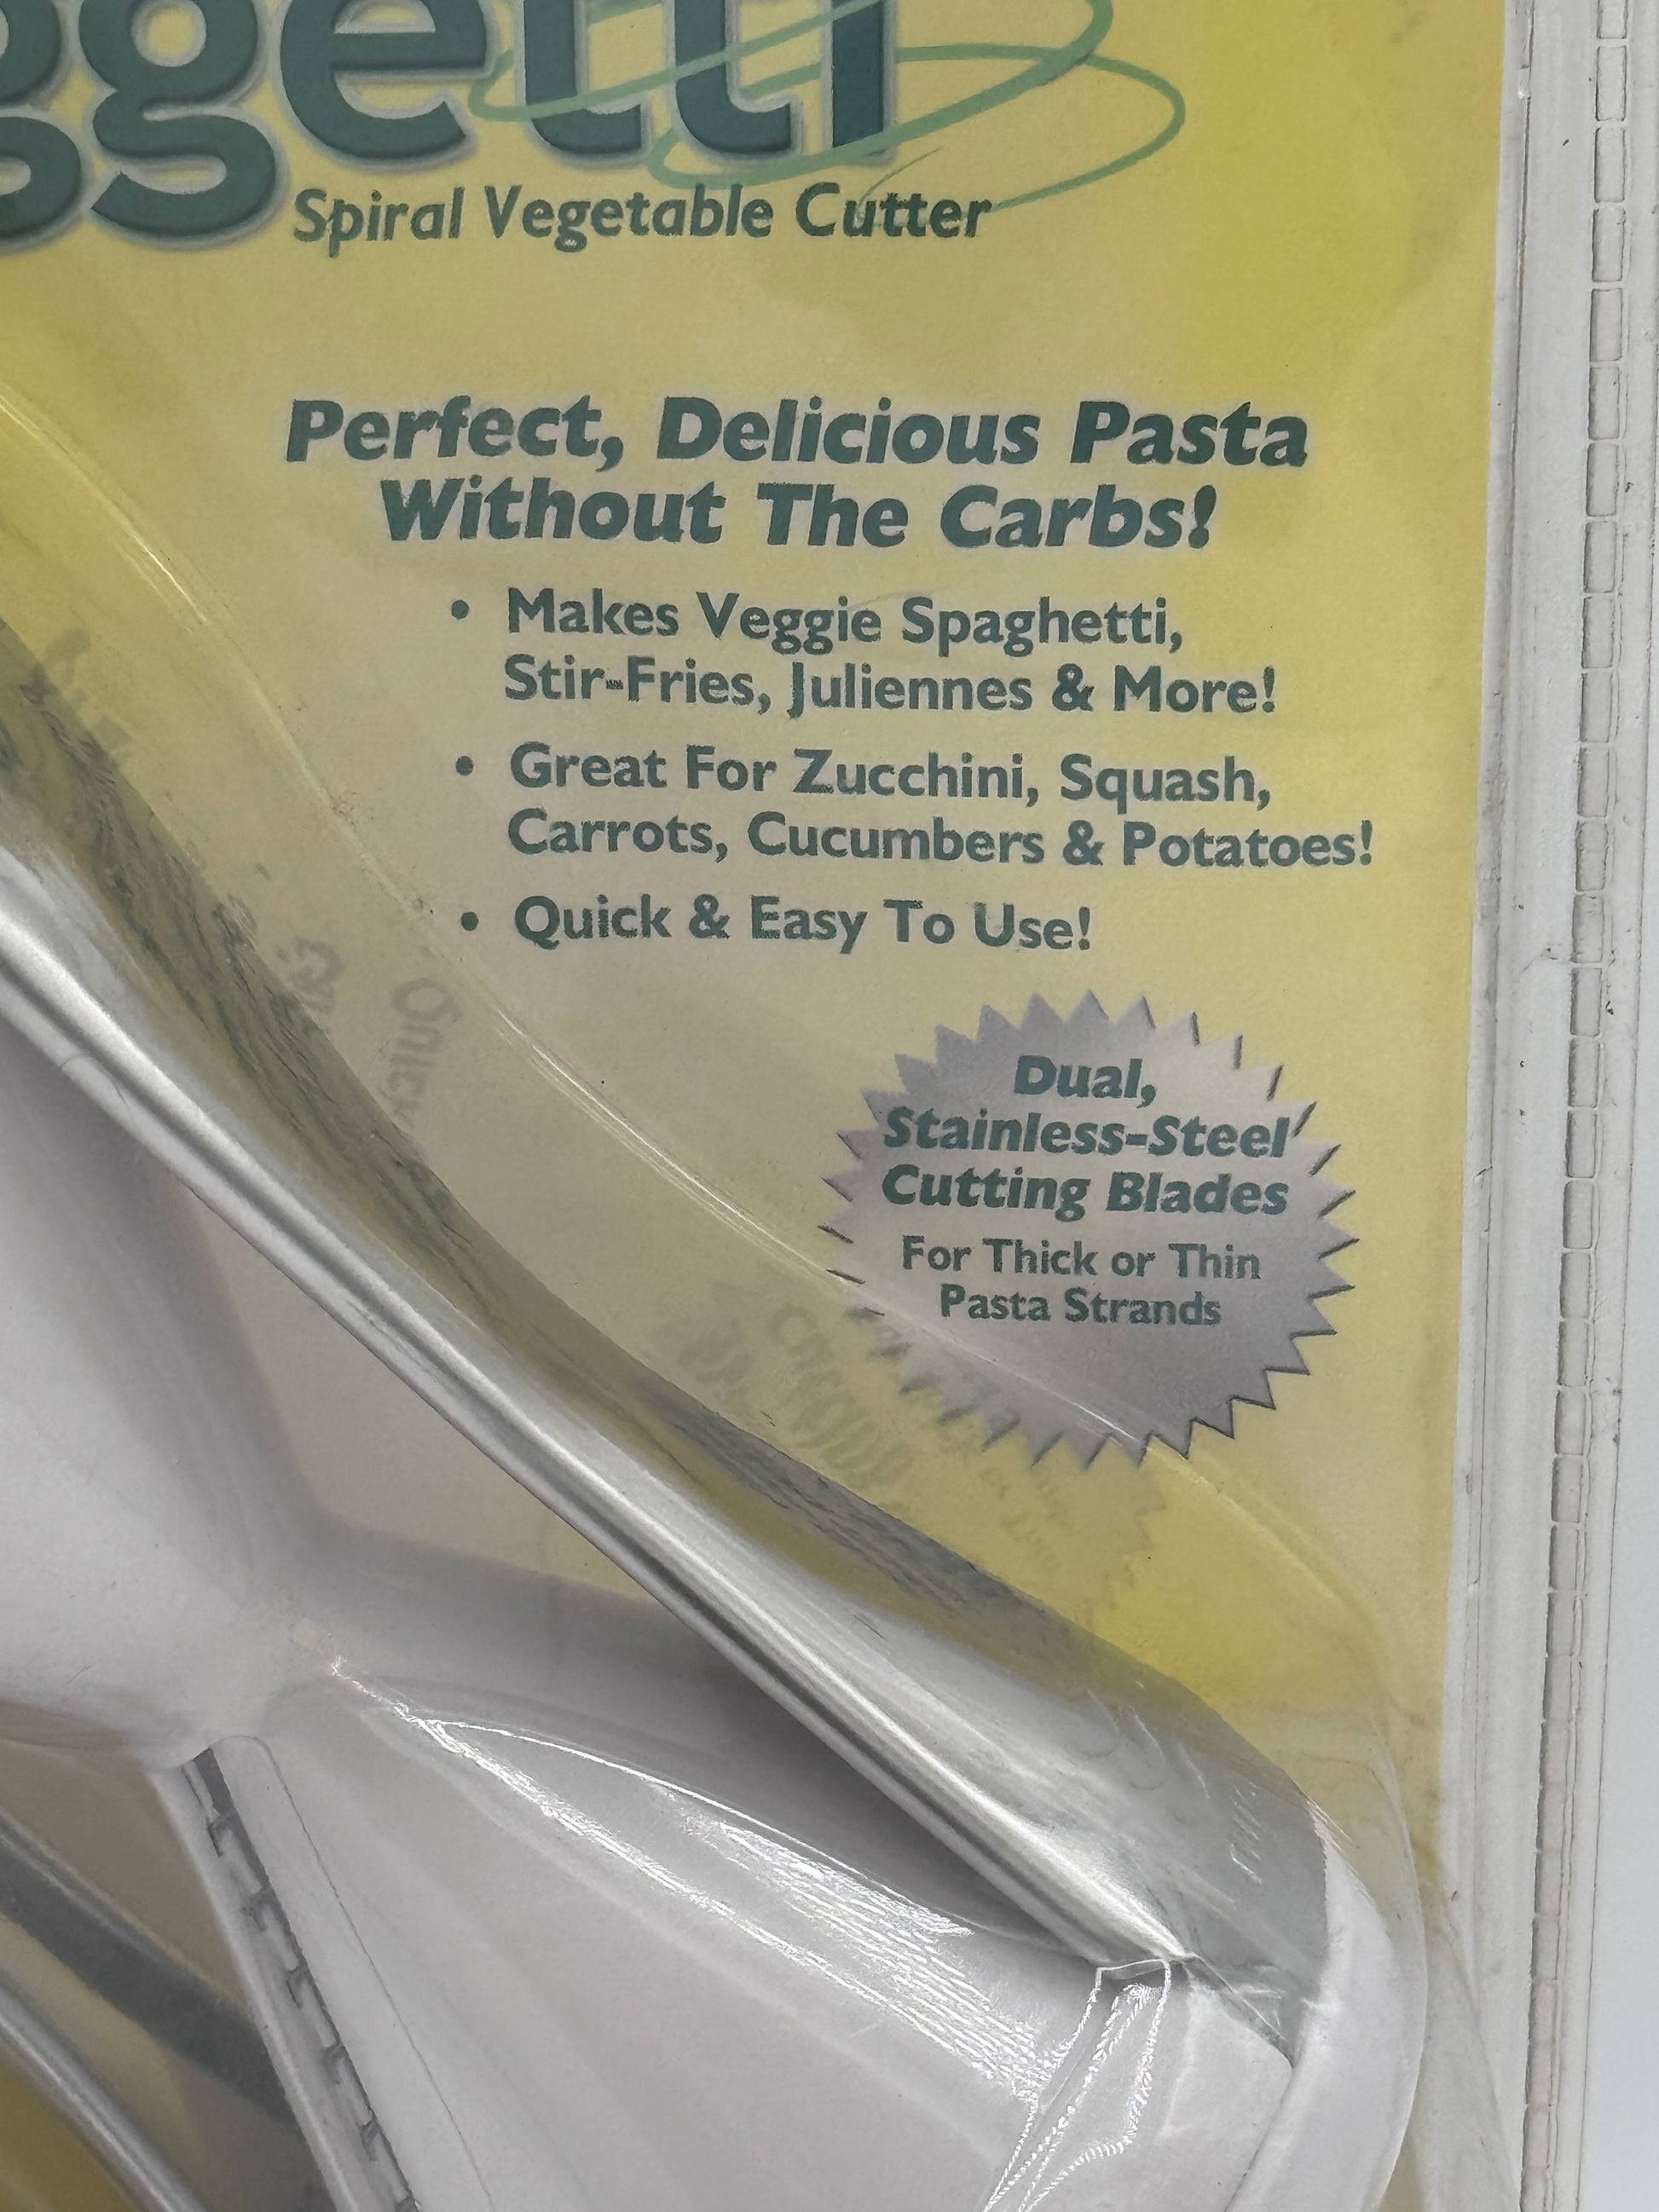 ggetti
Spiral Vegetable Cutter
Perfect, Delicious Pasta
Without The Carbs!
• Makes Veggie Spaghetti,
Stir-Fries, Juliennes & More!
• Great For Zucchini, Squash,
Carrots, Cucumbers & Potatoes!
• Quick & Easy To Use!
Dual,
Stainless-Steel
Cutting Blades
For Thick or Thin
Pasta Strands